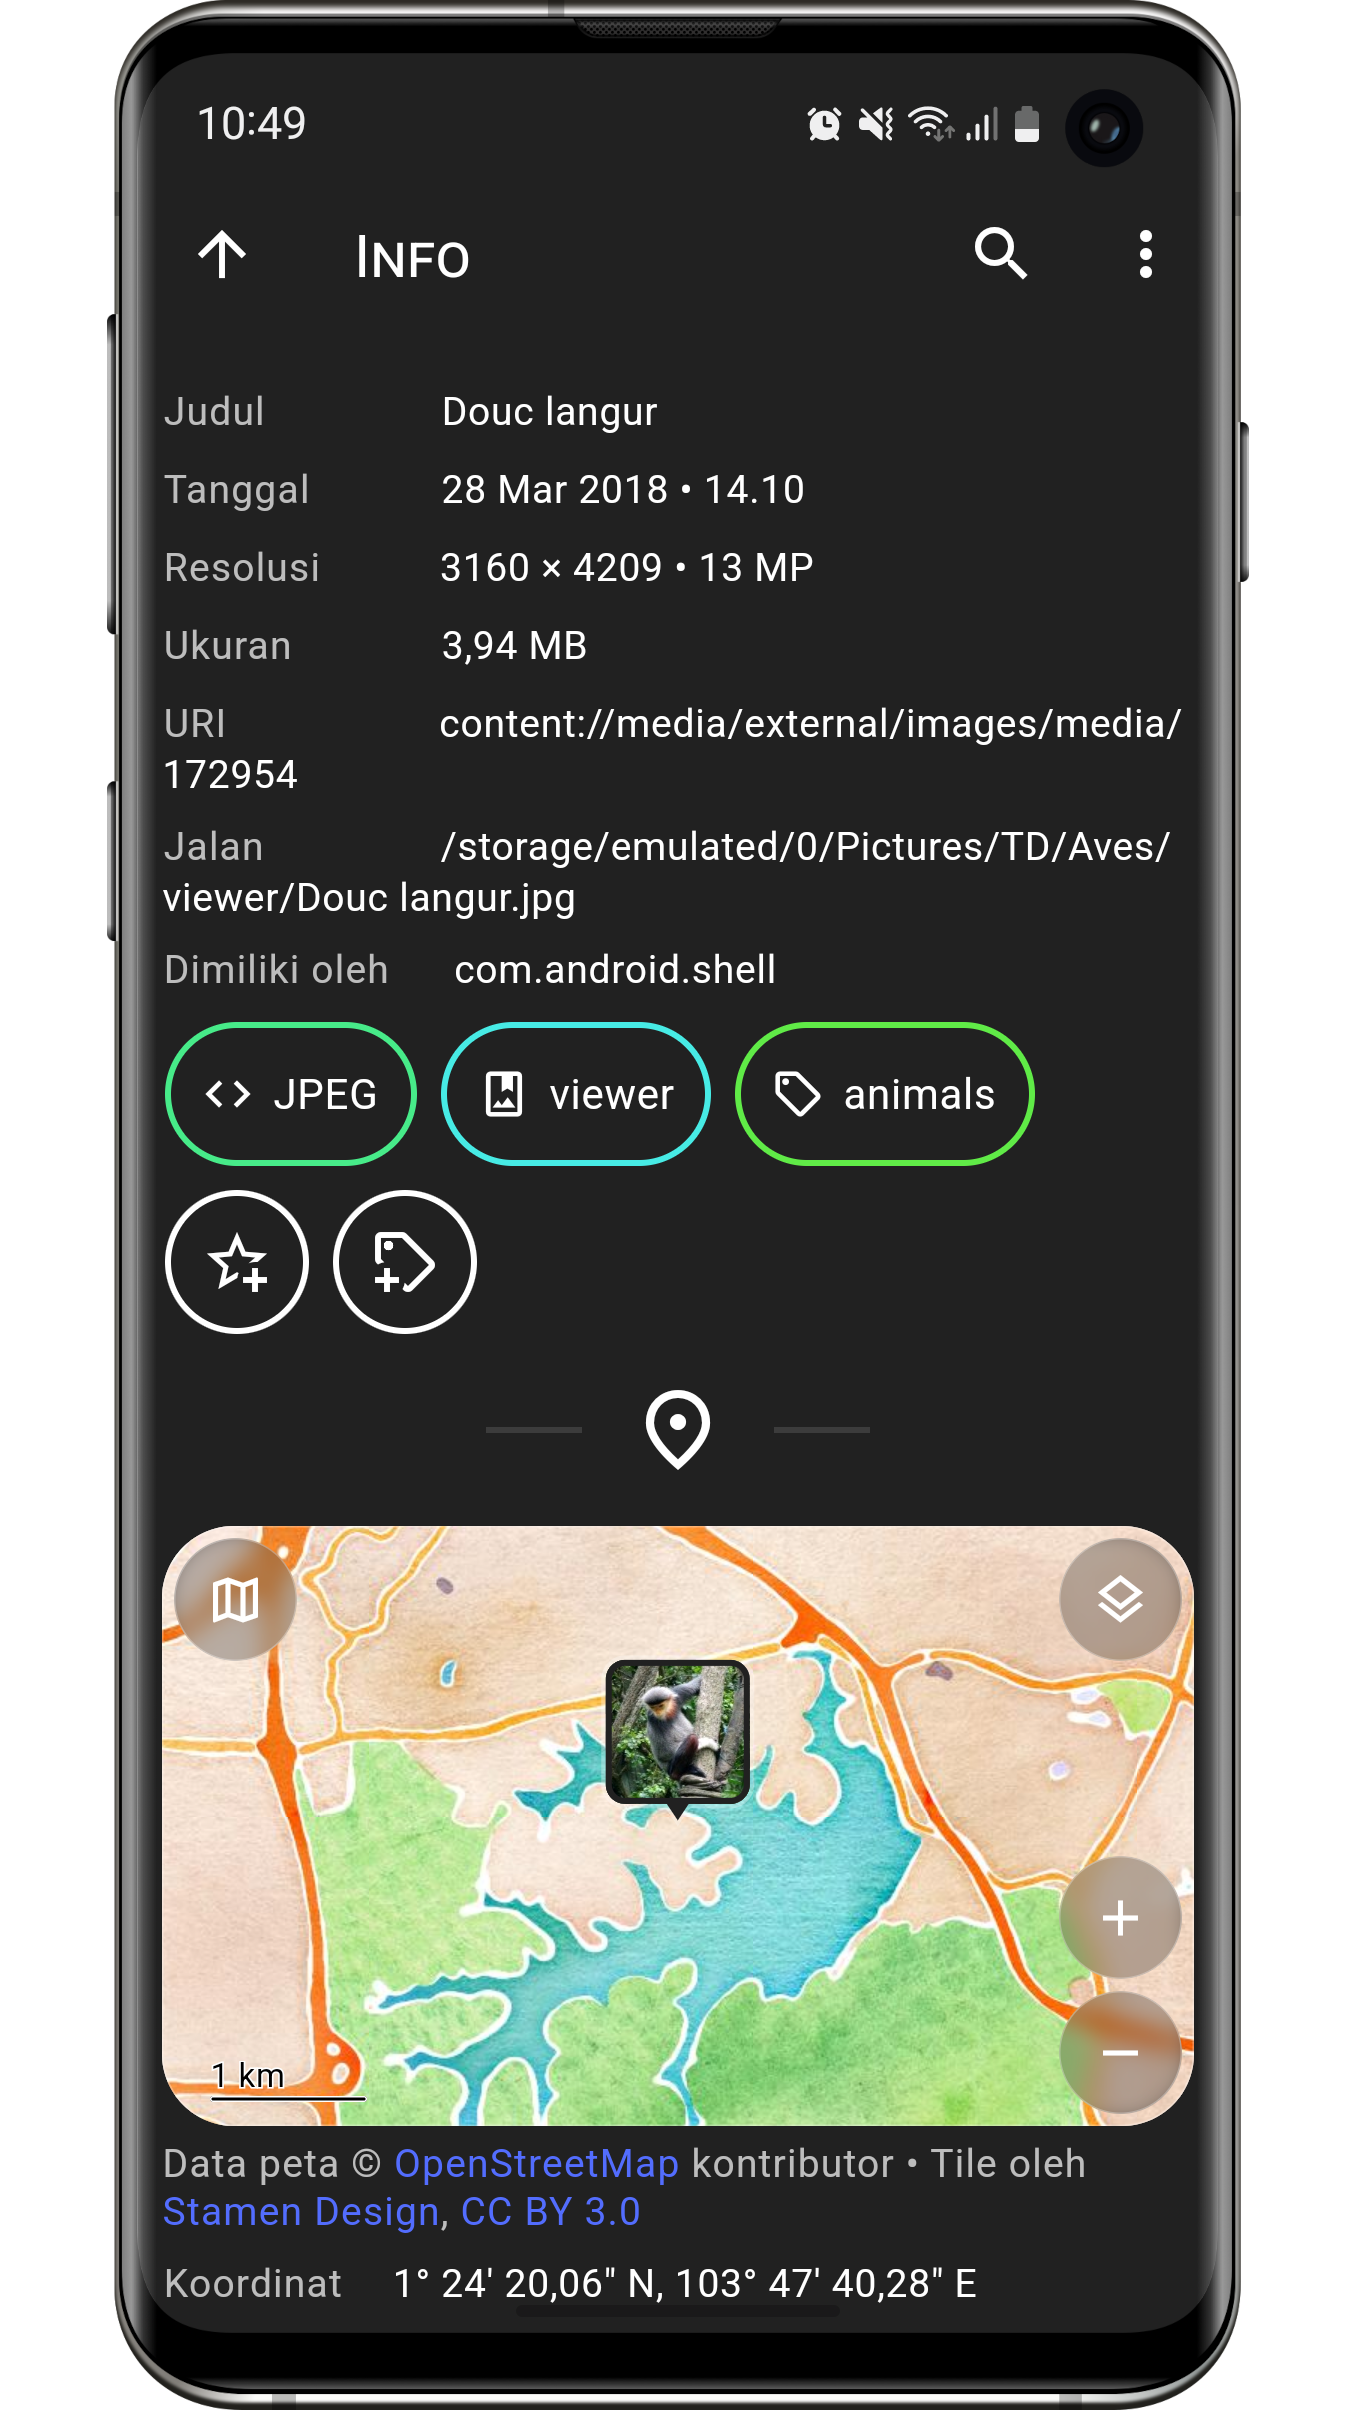 10:49
INFO
Judul Douc langur
Tanggal 28 Mar 2018 • 14.10
Resolusi 3160 × 4209 • 13 MP
Ukuran 3,94 MB
URI content://media/external/images/media/
172954
Jalan /storage/emulated/0/Pictures/TD/Aves/
viewer/Douc langur.jpg
Dimiliki oleh com.android.shell
JPEG viewer animals
1 km
Data peta © OpenStreetMap kontributor • Tile oleh
Stamen Design, CC BY 3.0
Koordinat 1° 24' 20,06" N, 103° 47' 40,28" E